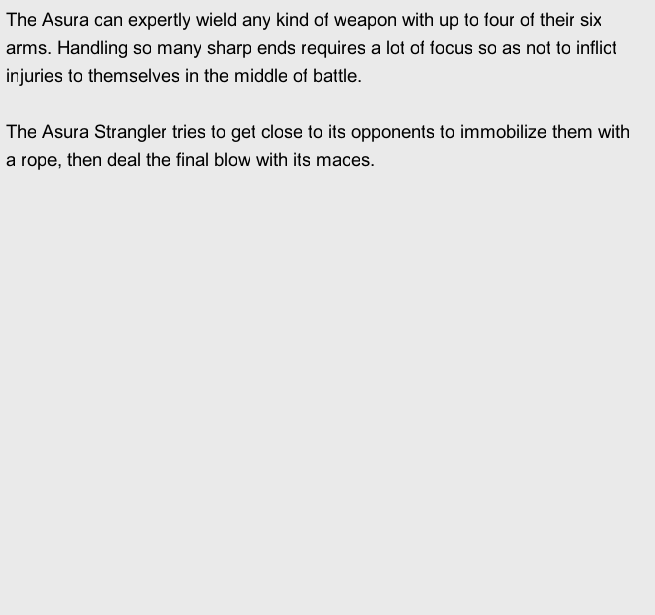 The Asura can expertly wield any kind of weapon with up to four of their six
arms. Handling so many sharp ends requires a lot of focus so as not to inflict
injuries to themselves in the middle of battle.
The Asura Strangler tries to get close to its opponents to immobilize them with
a rope, then deal the final blow with its maces.